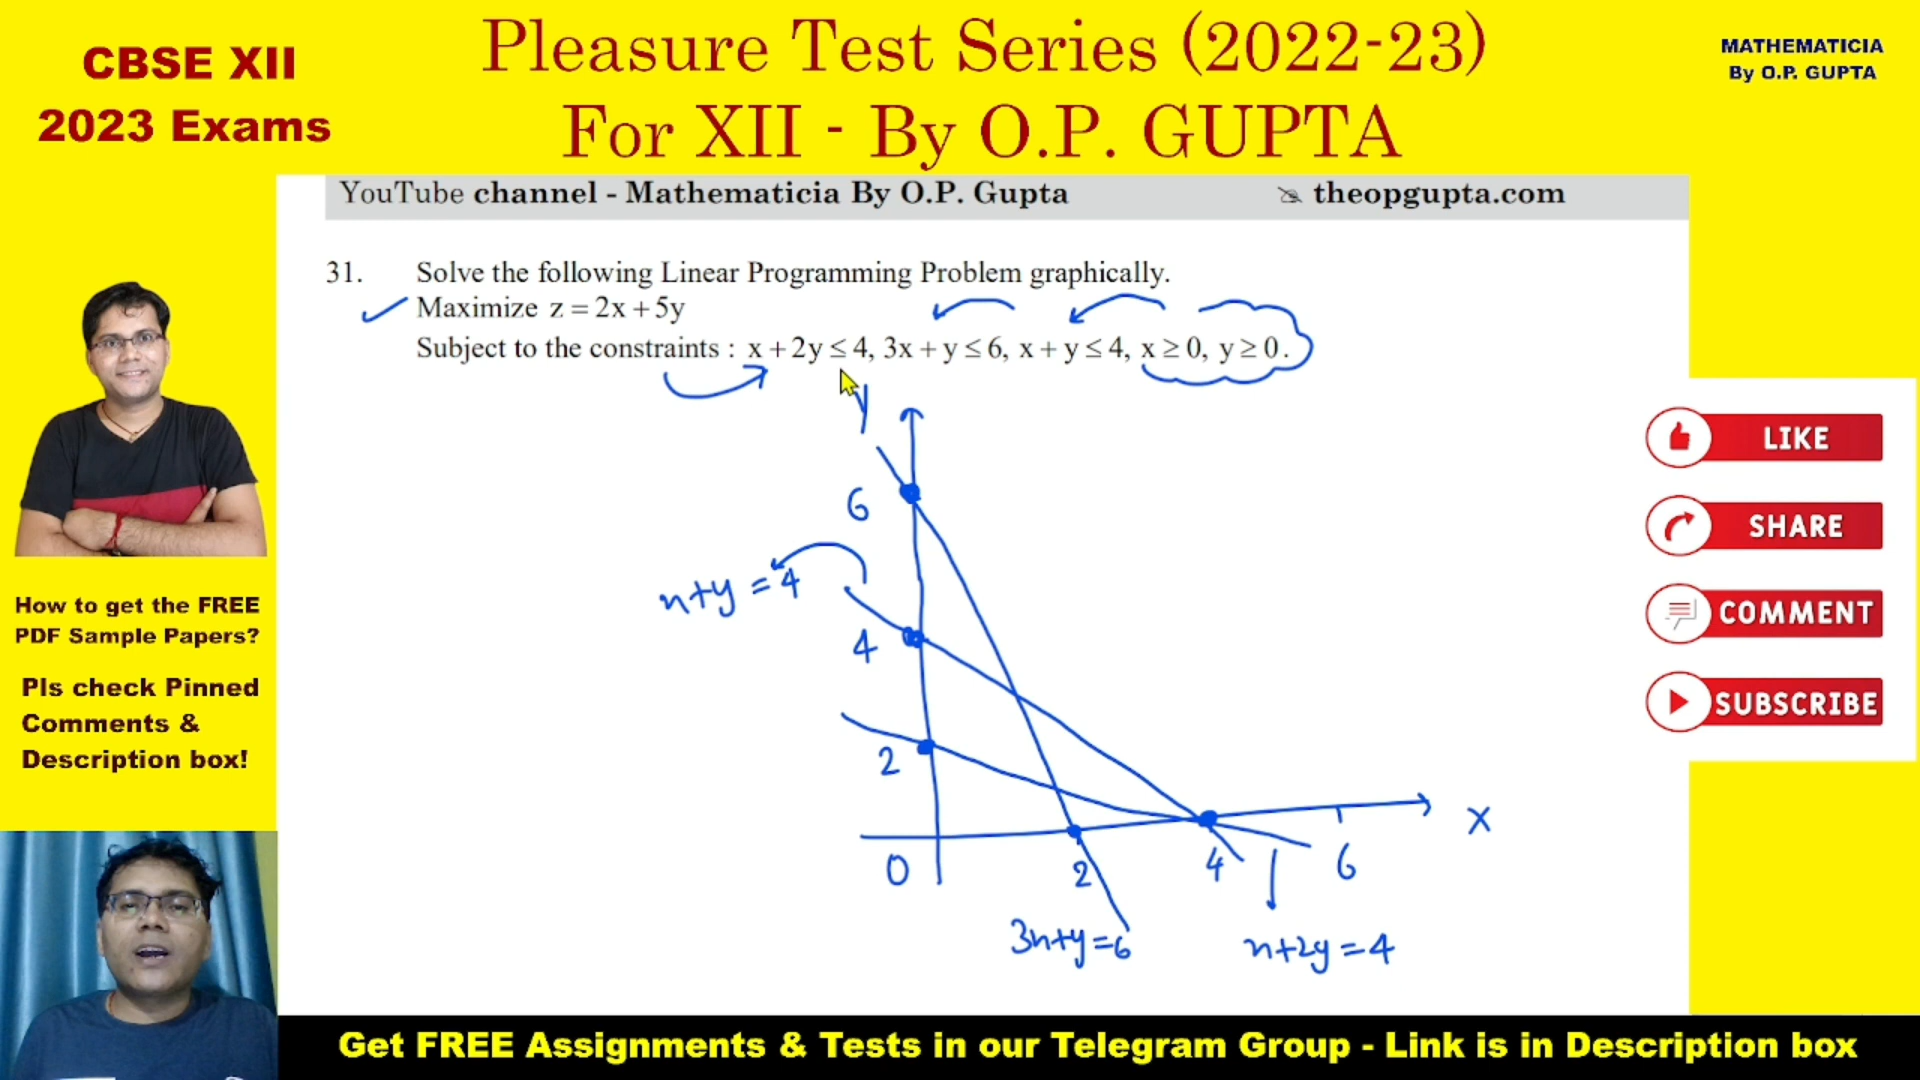 CBSE XII
2023 Exams
Pleasure Test Series (2022-23)
For XII - By O.P. GUPTA
MATHEMATICIA
By O.P. GUPTA
YouTube channel - Mathematicia By O.P. Gupta
theopgupta.com
31. Solve the following Linear Programming Problem graphically.
Maximize z = 2x + 5y
Subject to the constraints : x + 2y ≤ 4, 3x + y ≤ 6, x + y ≤ 4, x ≥ 0, y ≥ 0.
y
6
x+y = 4
4
2
0
2
4
6
X
3x+y=6
x+2y=4
How to get the FREE
PDF Sample Papers?
Pls check Pinned
Comments &
Description box!
LIKE
SHARE
COMMENT
SUBSCRIBE
Get FREE Assignments & Tests in our Telegram Group - Link is in Description box